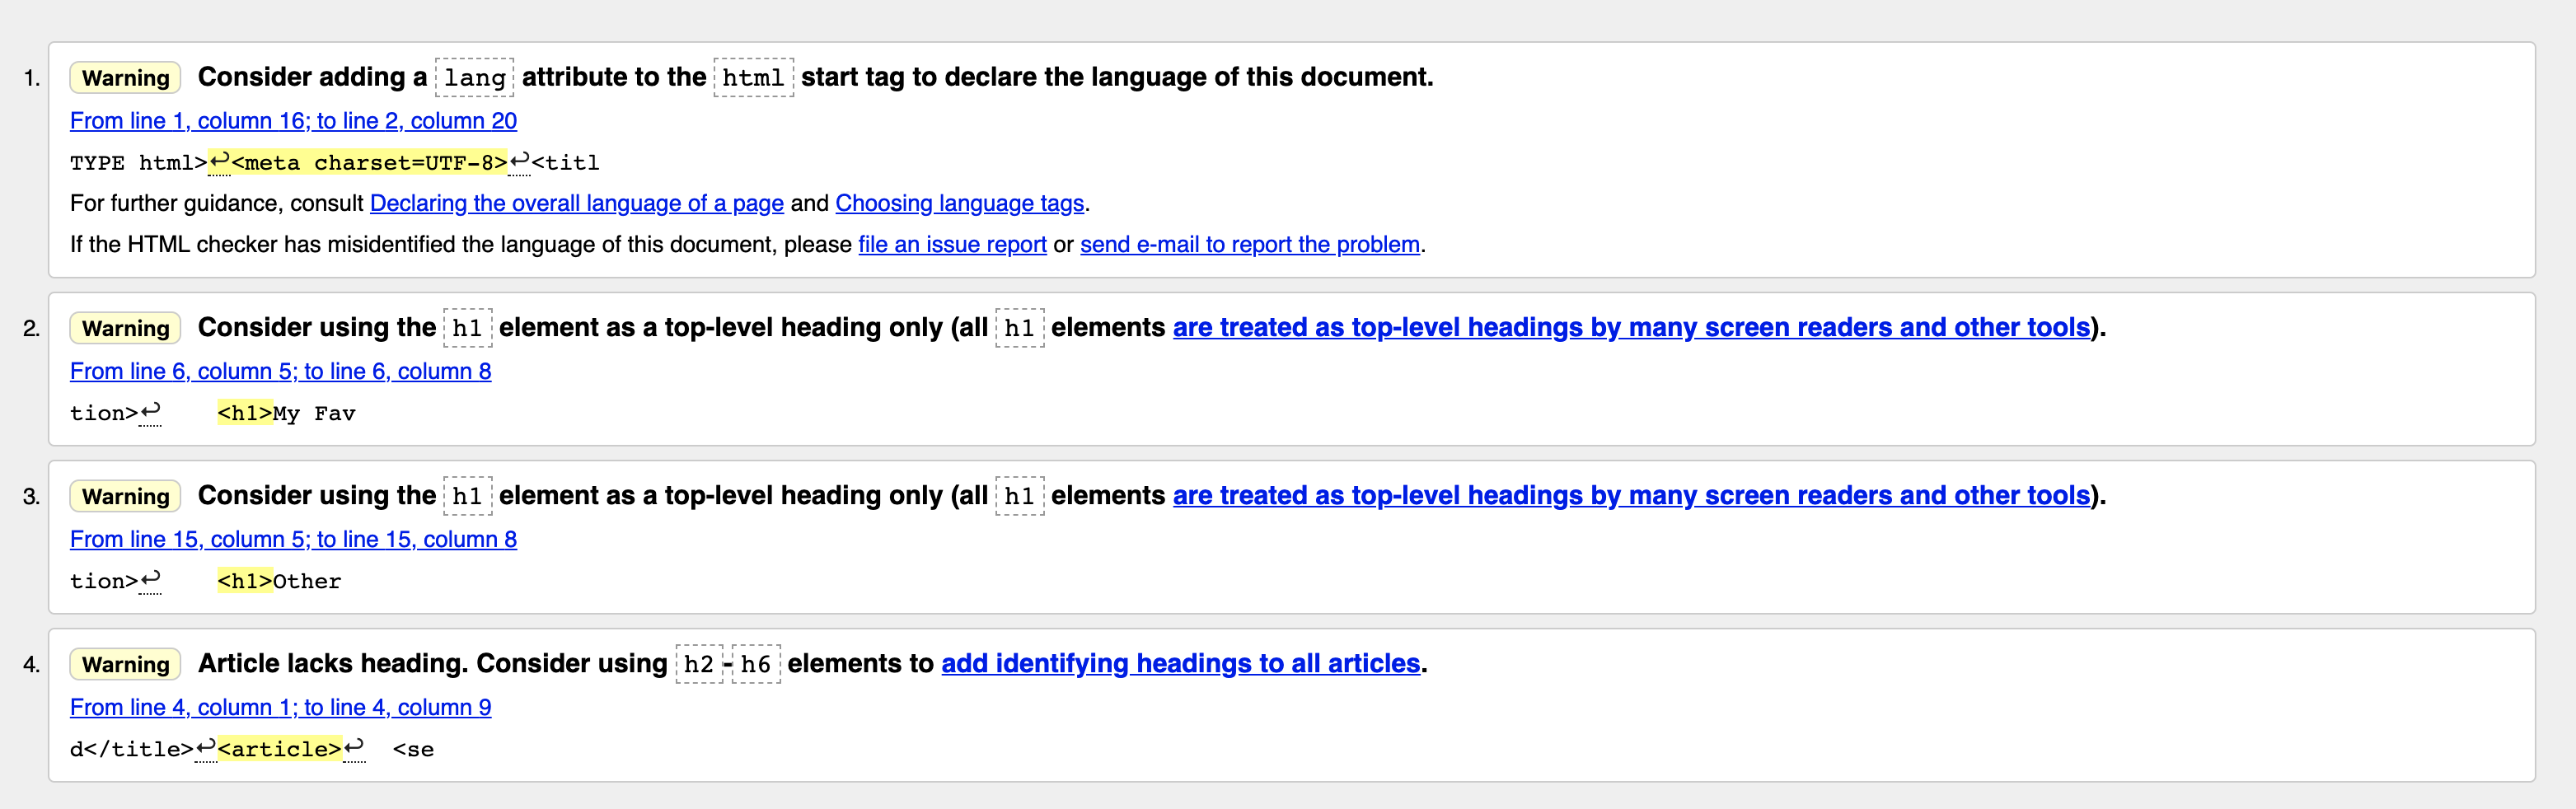 1. Warning Consider adding a lang attribute to the html start tag to declare the language of this document.
From line 1, column 16; to line 2, column 20
TYPE html>↩<meta charset=UTF-8>↩<titl
For further guidance, consult Declaring the overall language of a page and Choosing language tags.
If the HTML checker has misidentified the language of this document, please file an issue report or send e-mail to report the problem.
2. Warning Consider using the h1 element as a top-level heading only (all h1 elements are treated as top-level headings by many screen readers and other tools).
From line 6, column 5; to line 6, column 8
tion>↩    <h1>My Fav
3. Warning Consider using the h1 element as a top-level heading only (all h1 elements are treated as top-level headings by many screen readers and other tools).
From line 15, column 5; to line 15, column 8
tion>↩    <h1>Other
4. Warning Article lacks heading. Consider using h2-h6 elements to add identifying headings to all articles.
From line 4, column 1; to line 4, column 9
d</title>↩<article>↩  <se